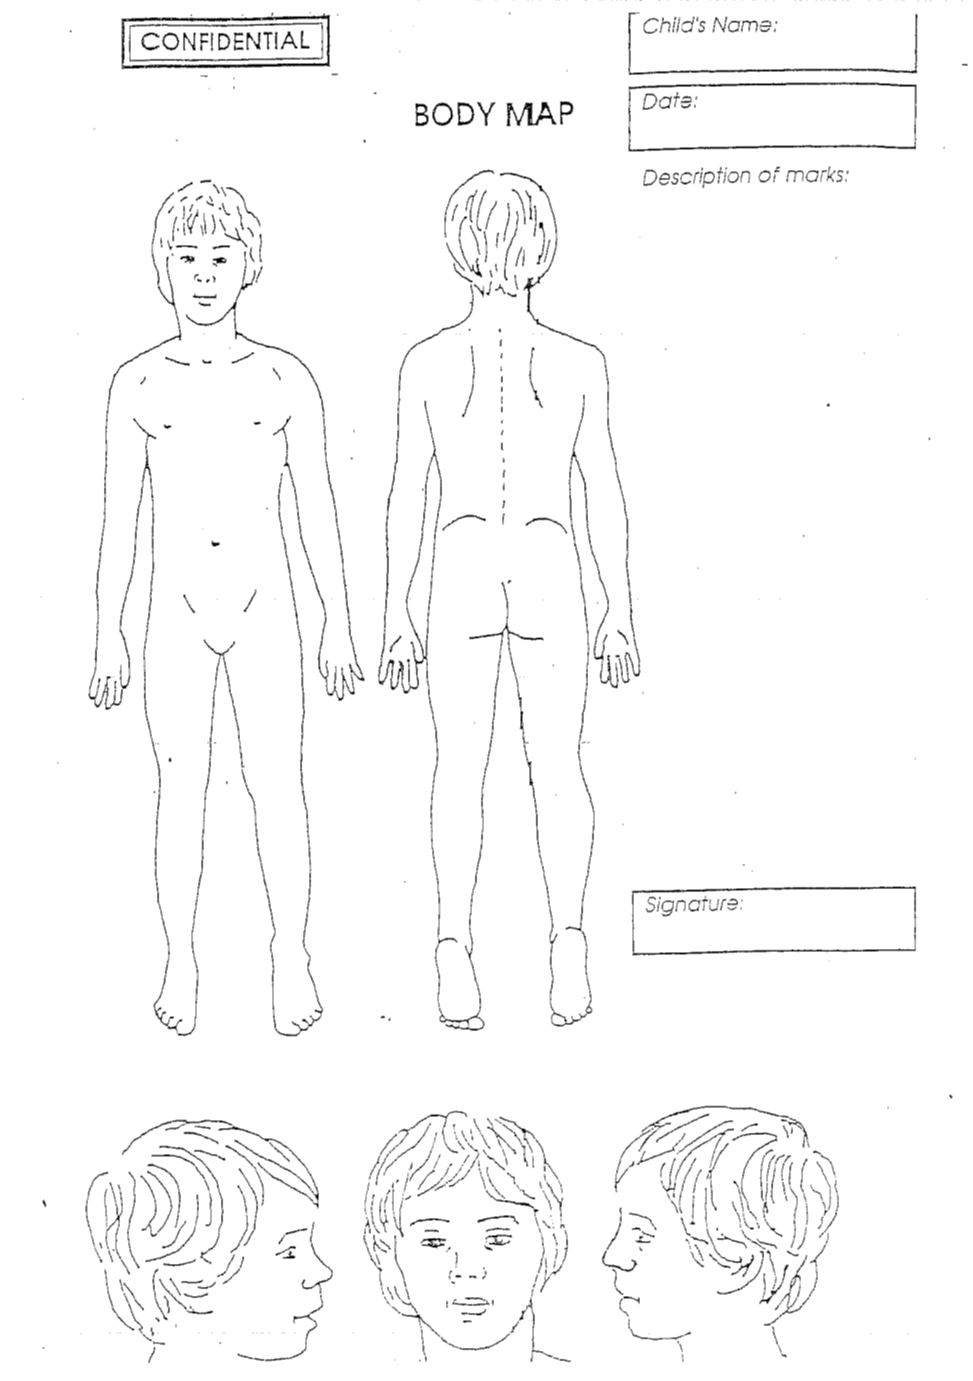 CONFIDENTIAL
Child's Name:
BODY MAP
Date:
Description of marks:
Signature: